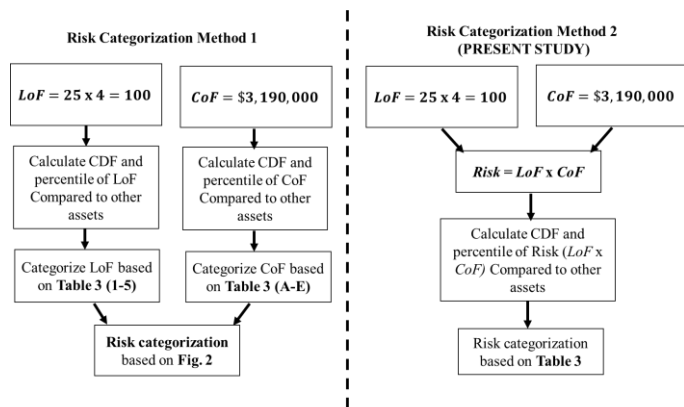 Risk Categorization Method 1
LoF = 25 x 4 = 100
CoF = $3,190,000
Calculate CDF and
percentile of LoF
Compared to other
assets
Calculate CDF and
percentile of CoF
Compared to other
assets
Categorize LoF based
on Table 3 (1-5)
Categorize CoF based
on Table 3 (A-E)
Risk categorization
based on Fig. 2
Risk Categorization Method 2
(PRESENT STUDY)
LoF = 25 x 4 = 100
CoF = $3,190,000
Risk = LoF x CoF
Calculate CDF and
percentile of Risk (LoF x
CoF) Compared to other
assets
Risk categorization
based on Table 3